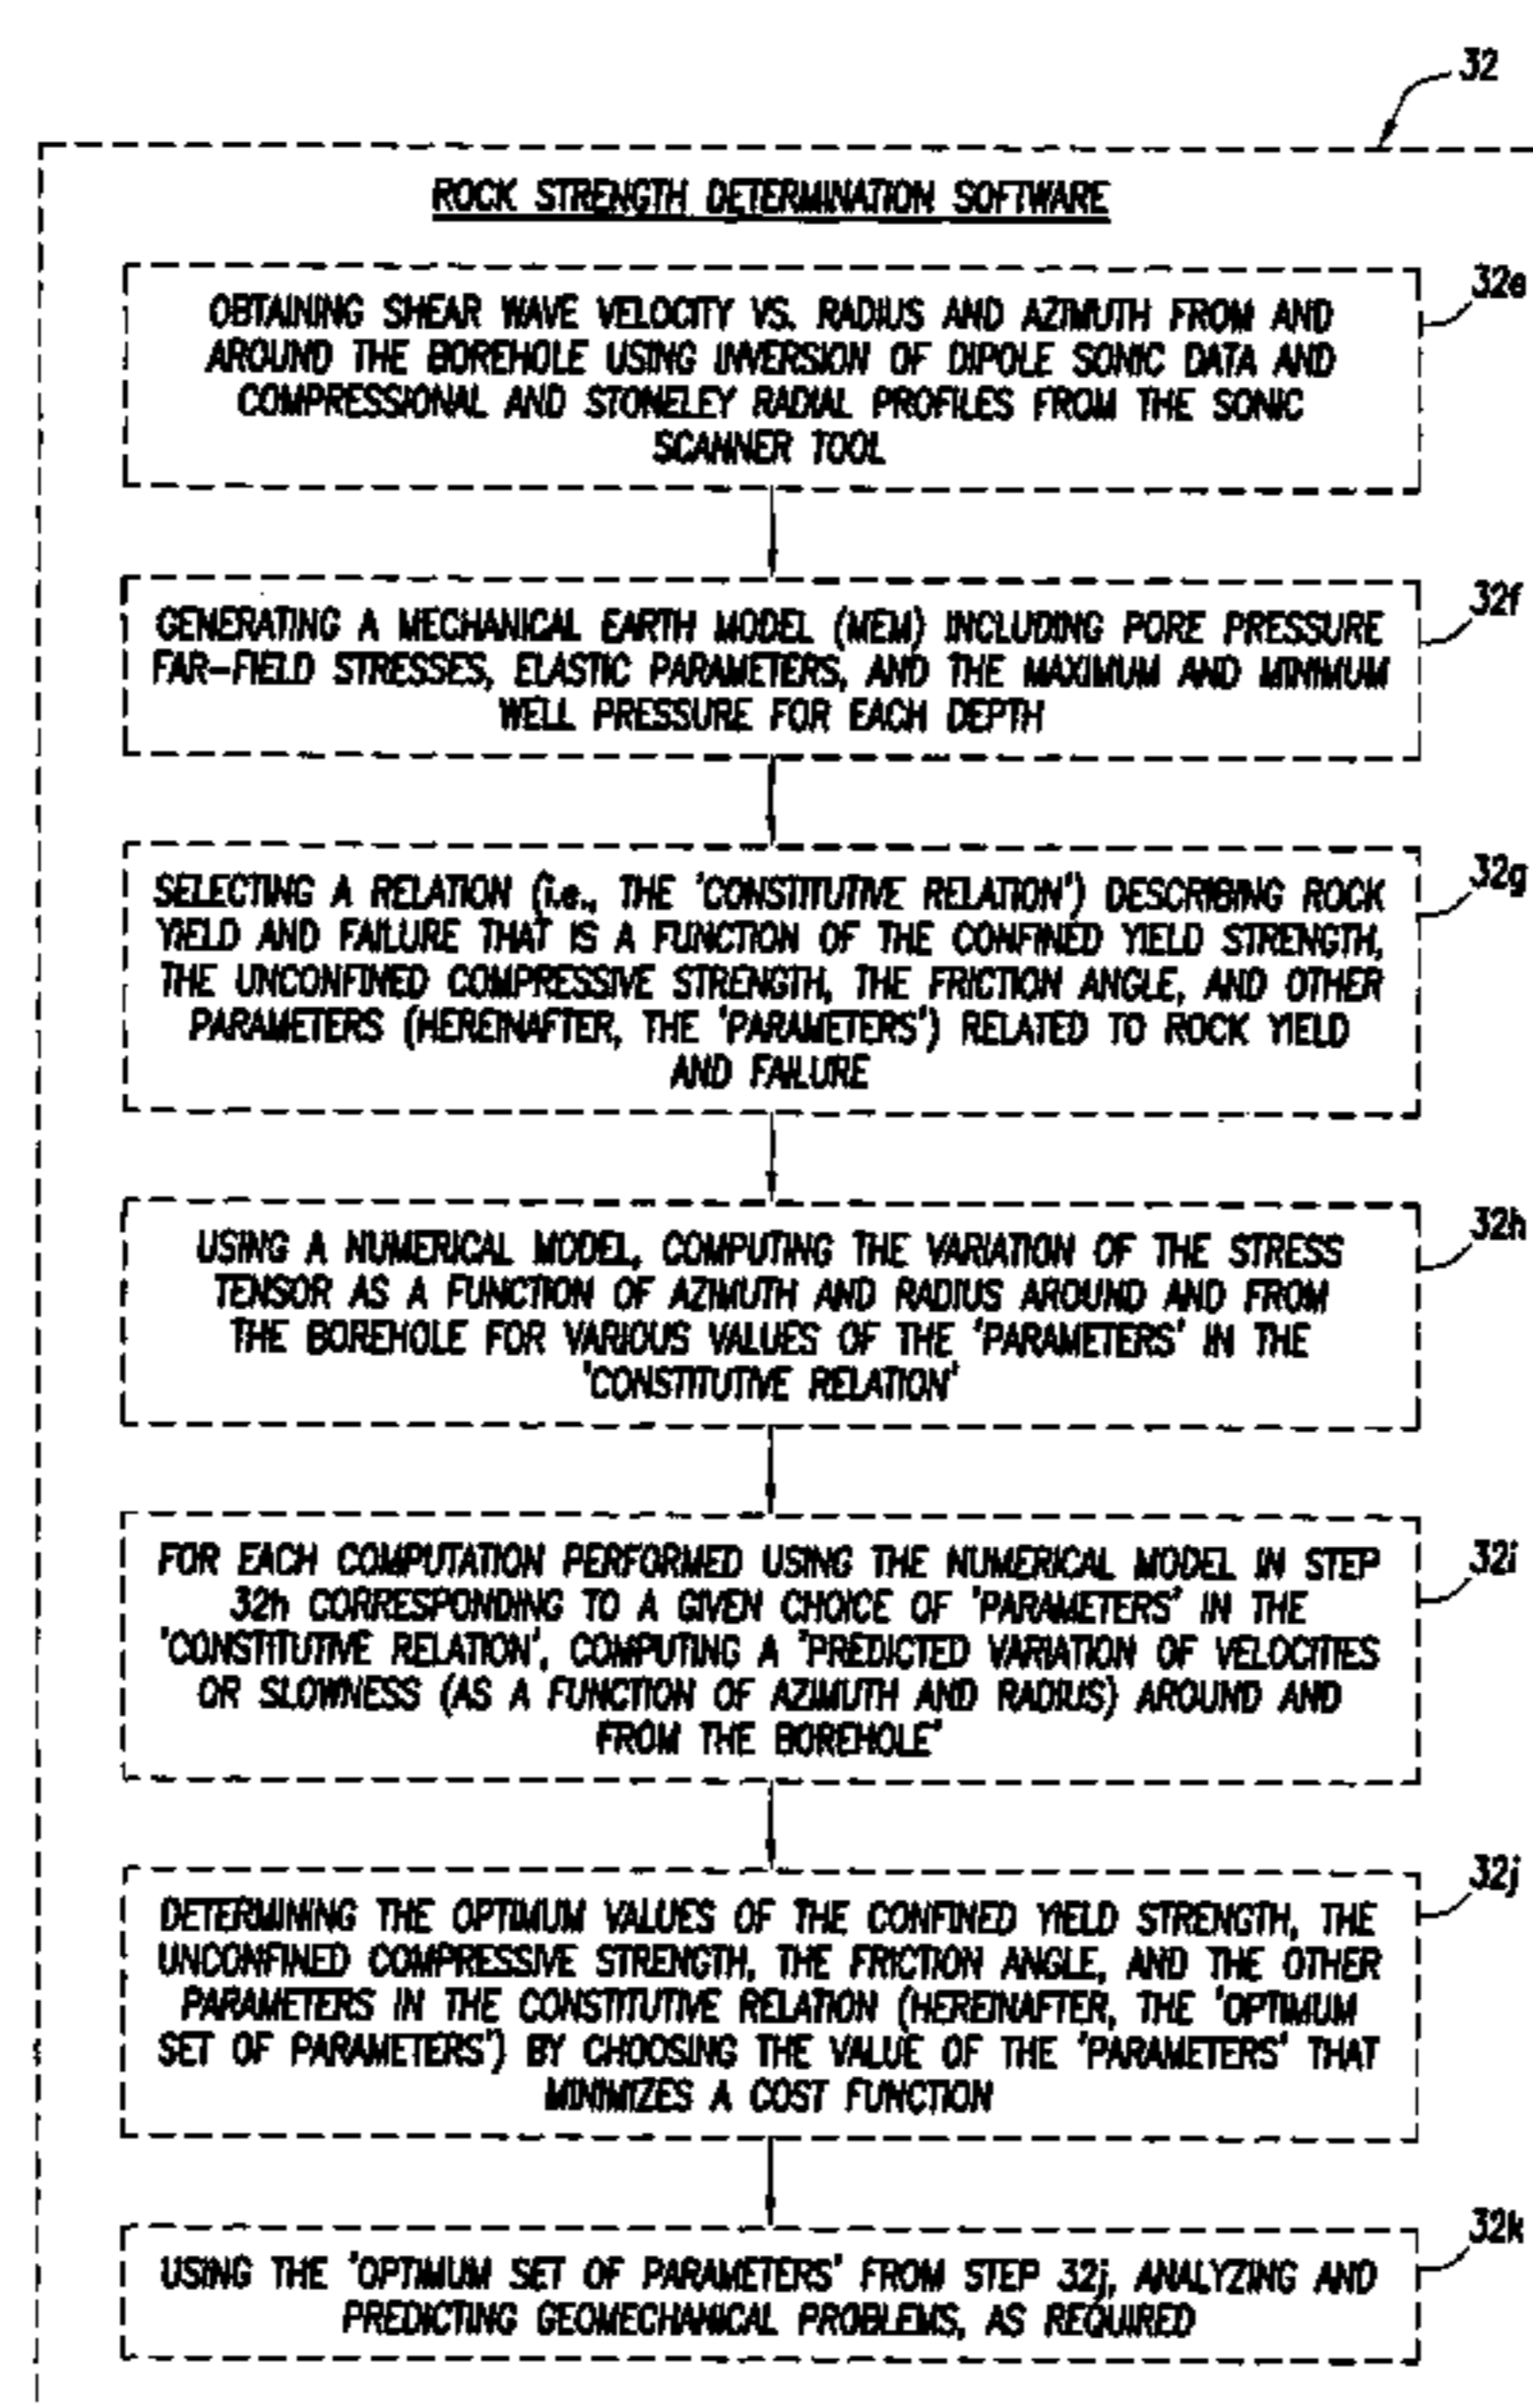 32
ROCK STRENGTH DETERMINATION SOFTWARE
32e
OBTAINING SHEAR WAVE VELOCITY VS. RADIUS AND AZIMUTH FROM AND
AROUND THE BOREHOLE USING INVERSION OF DIPOLE SONIC DATA AND
COMPRESSIONAL AND STONELEY RADIAL PROFILES FROM THE SONIC
SCANNER TOOL
32f
GENERATING A MECHANICAL EARTH MODEL (MEM) INCLUDING PORE PRESSURE
FAR-FIELD STRESSES, ELASTIC PARAMETERS, AND THE MAXIMUM AND MINIMUM
WELL PRESSURE FOR EACH DEPTH
32g
SELECTING A RELATION (i.e., THE 'CONSTITUTIVE RELATION') DESCRIBING ROCK
YIELD AND FAILURE THAT IS A FUNCTION OF THE CONFINED YIELD STRENGTH,
THE UNCONFINED COMPRESSIVE STRENGTH, THE FRICTION ANGLE, AND OTHER
PARAMETERS (HEREINAFTER, THE 'PARAMETERS') RELATED TO ROCK YIELD
AND FAILURE
32h
USING A NUMERICAL MODEL, COMPUTING THE VARIATION OF THE STRESS
TENSOR AS A FUNCTION OF AZIMUTH AND RADIUS AROUND AND FROM
THE BOREHOLE FOR VARIOUS VALUES OF THE 'PARAMETERS' IN THE
'CONSTITUTIVE RELATION'
32i
FOR EACH COMPUTATION PERFORMED USING THE NUMERICAL MODEL IN STEP
32h CORRESPONDING TO A GIVEN CHOICE OF 'PARAMETERS' IN THE
'CONSTITUTIVE RELATION', COMPUTING A 'PREDICTED VARIATION OF VELOCITIES
OR SLOWNESS (AS A FUNCTION OF AZIMUTH AND RADIUS) AROUND AND
FROM THE BOREHOLE'
32j
DETERMINING THE OPTIMUM VALUES OF THE CONFINED YIELD STRENGTH, THE
UNCONFINED COMPRESSIVE STRENGTH, THE FRICTION ANGLE, AND THE OTHER
PARAMETERS IN THE CONSTITUTIVE RELATION (HEREINAFTER, THE 'OPTIMUM
SET OF PARAMETERS') BY CHOOSING THE VALUE OF THE 'PARAMETERS' THAT
MINIMIZES A COST FUNCTION
32k
USING THE 'OPTIMUM SET OF PARAMETERS' FROM STEP 32j, ANALYZING AND
PREDICTING GEOMECHANICAL PROBLEMS, AS REQUIRED